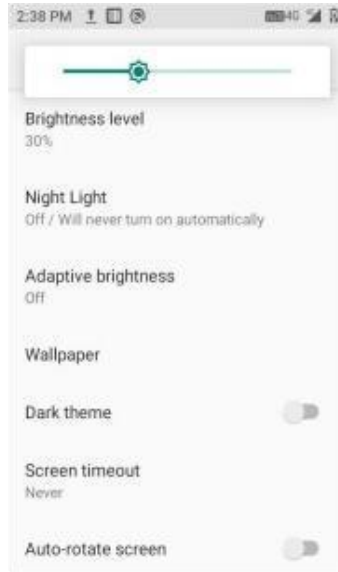 2:38 PM
Brightness level
30%
Night Light
Off / Will never turn on automatically
Adaptive brightness
Off
Wallpaper
Dark theme
Screen timeout
Never
Auto-rotate screen